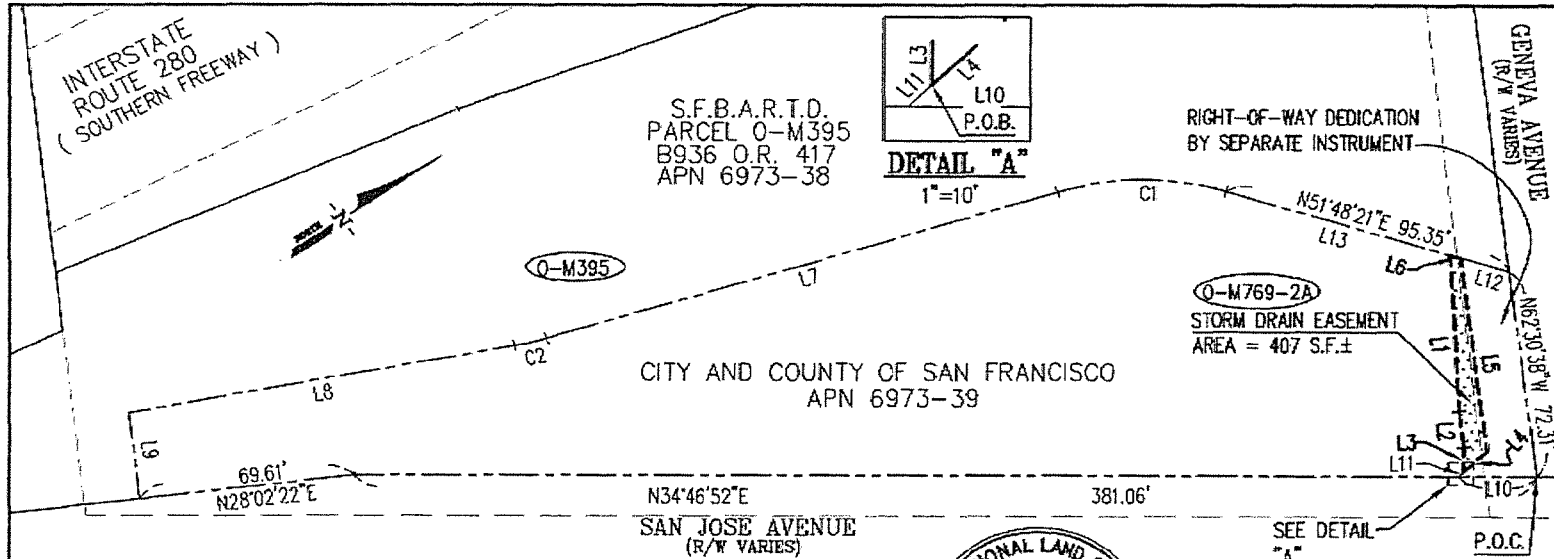 INTERSTATE
ROUTE 280
( SOUTHERN FREEWAY )
S.F.B.A.R.T.D.
PARCEL O-M395
B936 O.R. 417
APN 6973-38
L3
L11
L4
L10
P.O.B.
DETAIL "A"
1"=10'
RIGHT-OF-WAY DEDICATION
BY SEPARATE INSTRUMENT
GENEVA AVENUE
(R/W VARIES)
NORTH
C1
N51°48'21"E 95.35'
L13
L6
L12
O-M395
L7
O-M769-2A
STORM DRAIN EASEMENT
AREA = 407 S.F.±
N62°30'38"W 72.31'
L1
L5
C2
CITY AND COUNTY OF SAN FRANCISCO
APN 6973-39
L8
L2
L9
L3
L4
L11
69.61'
N28°02'22"E
N34°46'52"E
381.06'
L10
SAN JOSE AVENUE
(R/W VARIES)
SEE DETAIL
"A"
P.O.C.
IONAL LAND